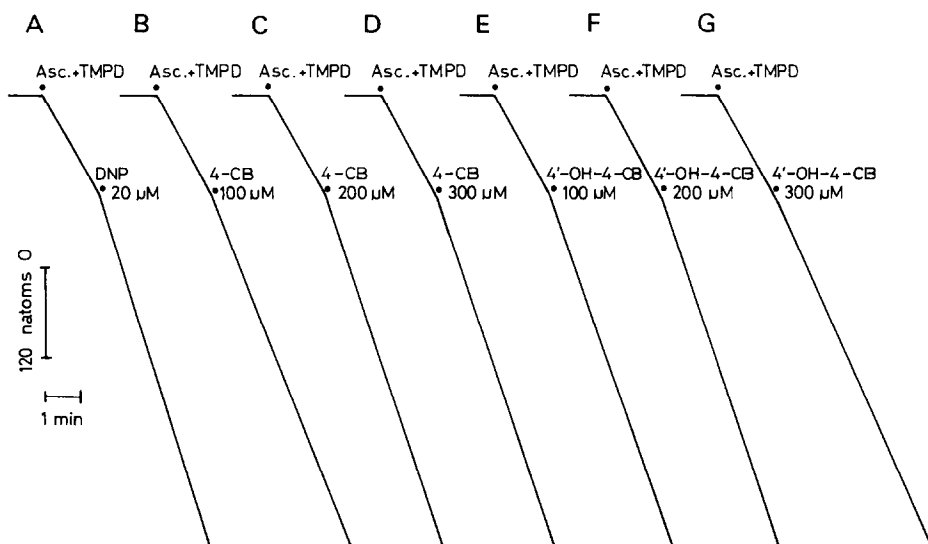 A B C D E F G
Asc.+TMPD Asc.+TMPD Asc.+TMPD Asc.+TMPD Asc.+TMPD Asc.+TMPD Asc.+TMPD
DNP 4-CB 4-CB 4-CB 4'-OH-4-CB 4'-OH-4-CB 4'-OH-4-CB
20 µM 100 µM 200 µM 300 µM 100 µM 200 µM 300 µM
120 natoms O
1 min